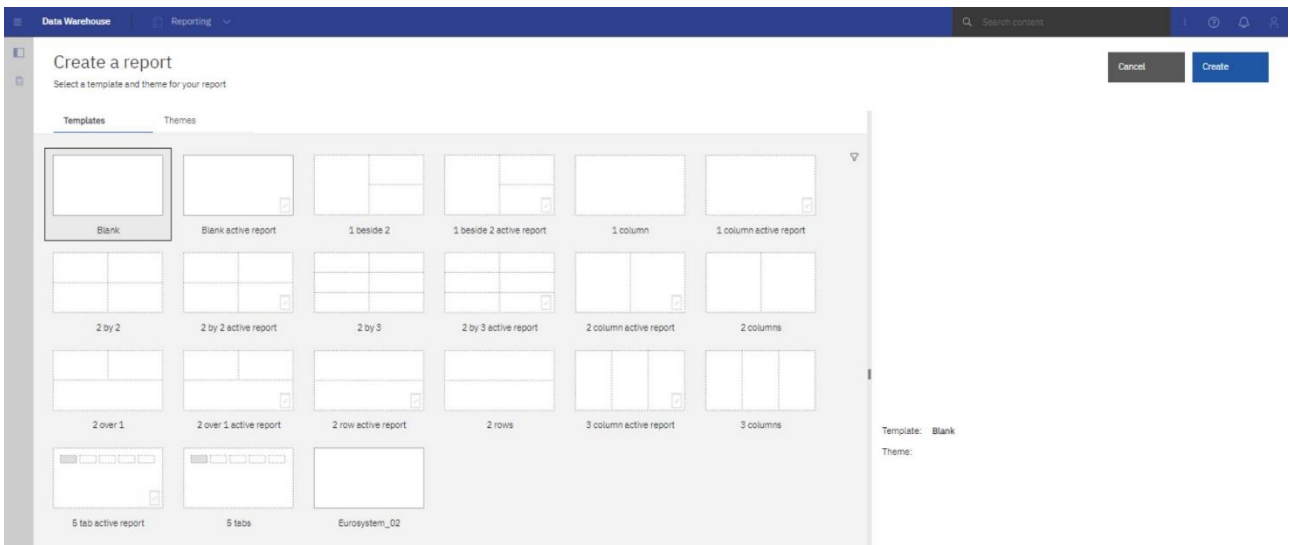 Data Warehouse Reporting Search content
Create a report
Select a template and theme for your report
Cancel Create
Templates Themes
Blank Blank active report 1 beside 2 1 beside 2 active report 1 column 1 column active report
2 by 2 2 by 2 active report 2 by 3 2 by 3 active report 2 column active report 2 columns
2 over 1 2 over 1 active report 2 row active report 2 rows 3 column active report 3 columns
Template: Blank
Theme:
5 tab active report 5 tabs Eurosystem_02